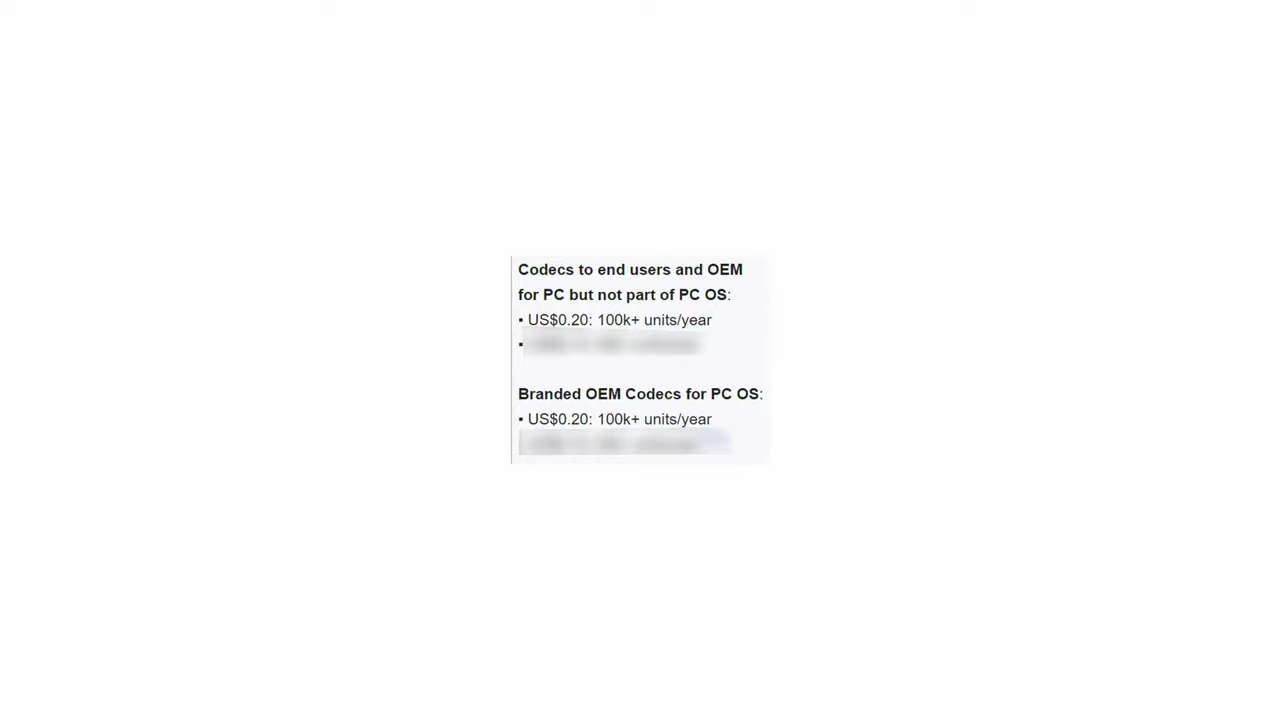 Codecs to end users and OEM
for PC but not part of PC OS:
▪ US$0.20: 100k+ units/year
▪
Branded OEM Codecs for PC OS:
▪ US$0.20: 100k+ units/year